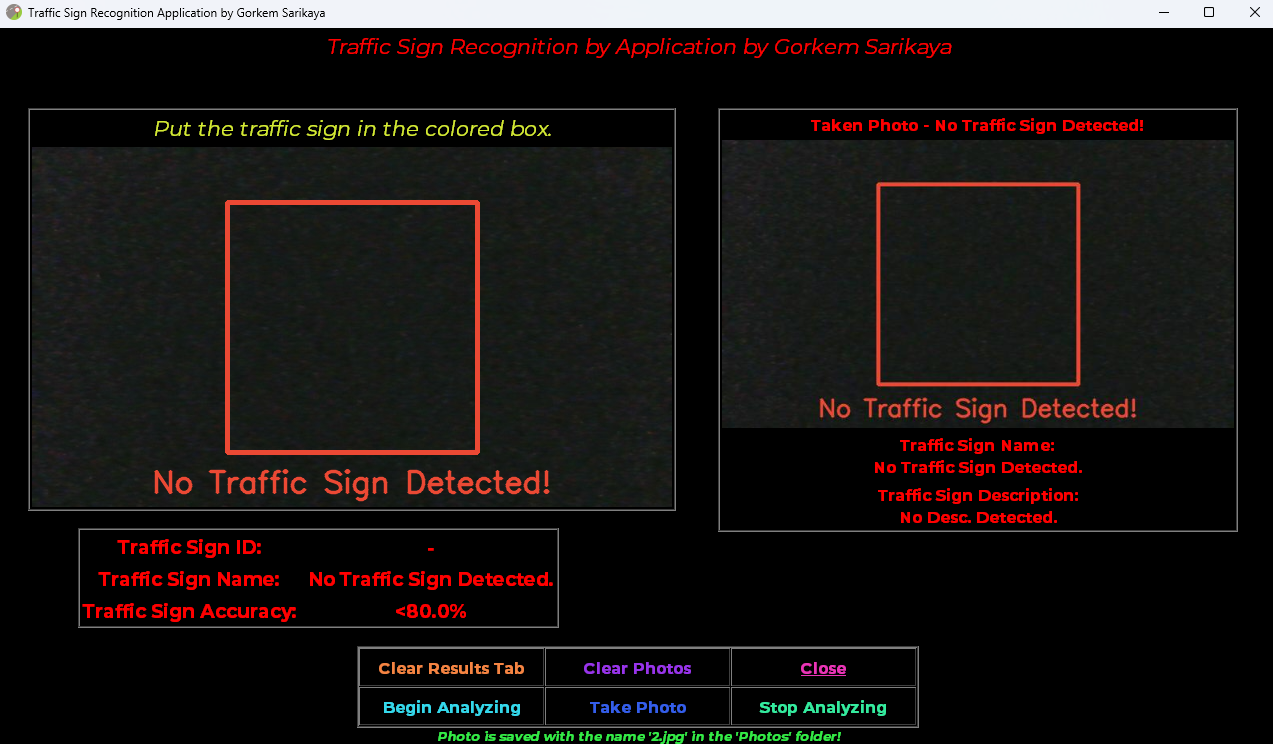 Traffic Sign Recognition Application by Gorkem Sarikaya
Traffic Sign Recognition by Application by Gorkem Sarikaya
Put the traffic sign in the colored box.
No Traffic Sign Detected!
Taken Photo - No Traffic Sign Detected!
No Traffic Sign Detected!
Traffic Sign Name:
No Traffic Sign Detected.
Traffic Sign Description:
No Desc. Detected.
Traffic Sign ID: -
Traffic Sign Name: No Traffic Sign Detected.
Traffic Sign Accuracy: <80.0%
Clear Results Tab Clear Photos Close
Begin Analyzing Take Photo Stop Analyzing
Photo is saved with the name '2.jpg' in the 'Photos' folder!